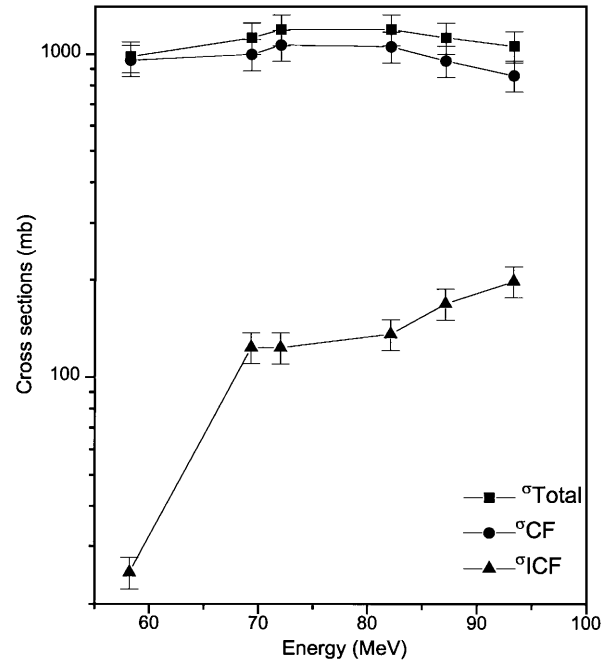 Cross sections (mb)
1000
100
σTotal
σCF
σICF
60 70 80 90 100
Energy (MeV)